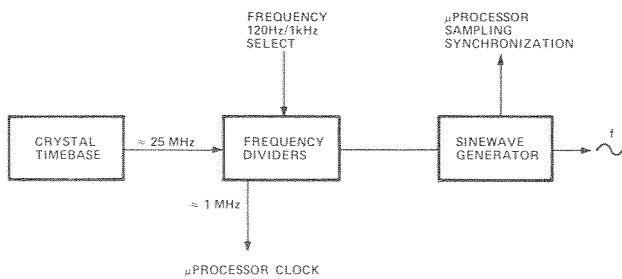 FREQUENCY
120Hz/1kHz
SELECT
μPROCESSOR
SAMPLING
SYNCHRONIZATION
CRYSTAL
TIMEBASE
≈ 25 MHz
FREQUENCY
DIVIDERS
SINEWAVE
GENERATOR
f
≈ 1 MHz
μPROCESSOR CLOCK